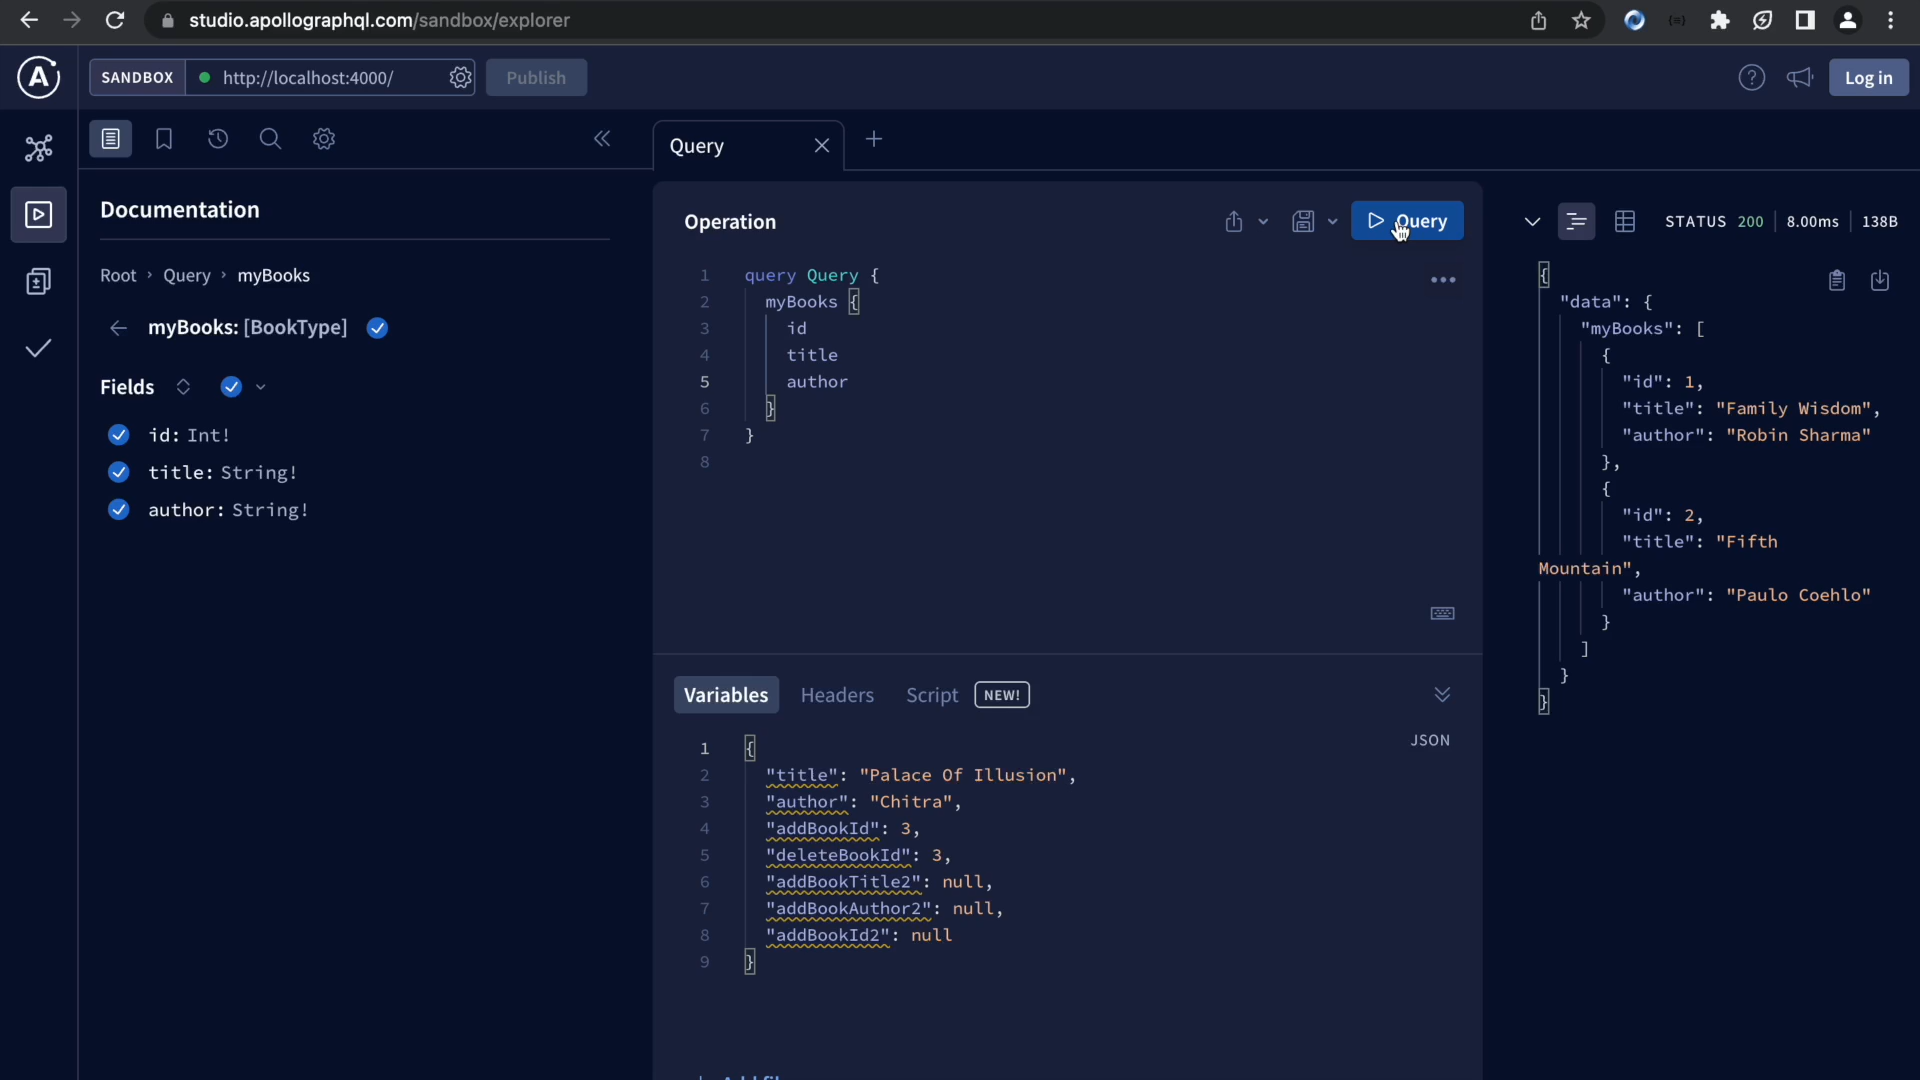 studio.apollographql.com/sandbox/explorer
SANDBOX http://localhost:4000/ Publish Log in
Query
Documentation
Root › Query › myBooks
myBooks: [BookType]
Fields
id: Int!
title: String!
author: String!
Operation
Query
1 query Query {
2 myBooks {
3 id
4 title
5 author
6 }
7 }
8
Variables Headers Script NEW!
JSON
1 {
2 "title": "Palace Of Illusion",
3 "author": "Chitra",
4 "addBookId": 3,
5 "deleteBookId": 3,
6 "addBookTitle2": null,
7 "addBookAuthor2": null,
8 "addBookId2": null
9 }
STATUS 200 8.00ms 138B
{
"data": {
"myBooks": [
{
"id": 1,
"title": "Family Wisdom",
"author": "Robin Sharma"
},
{
"id": 2,
"title": "Fifth
Mountain",
"author": "Paulo Coehlo"
}
]
}
}